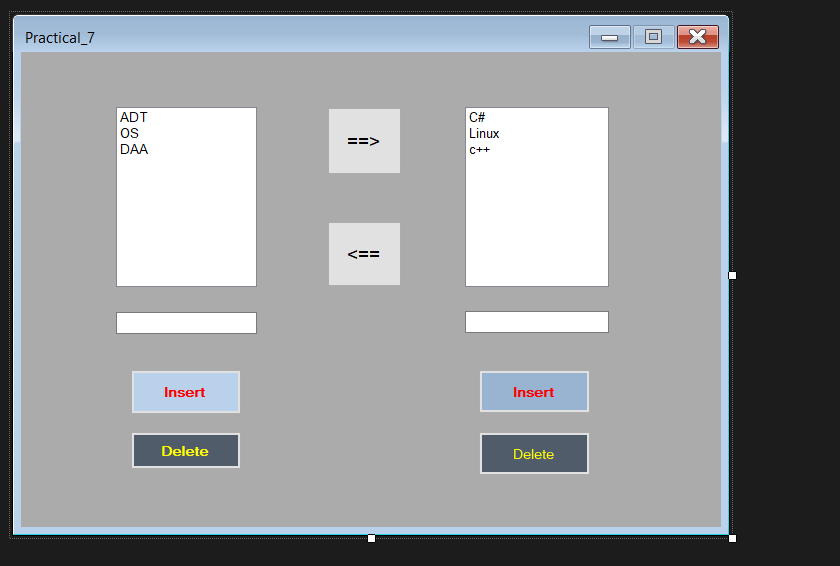 Practical_7
ADT
OS
DAA
==>
<==
C#
Linux
c++
Insert
Delete
Insert
Delete